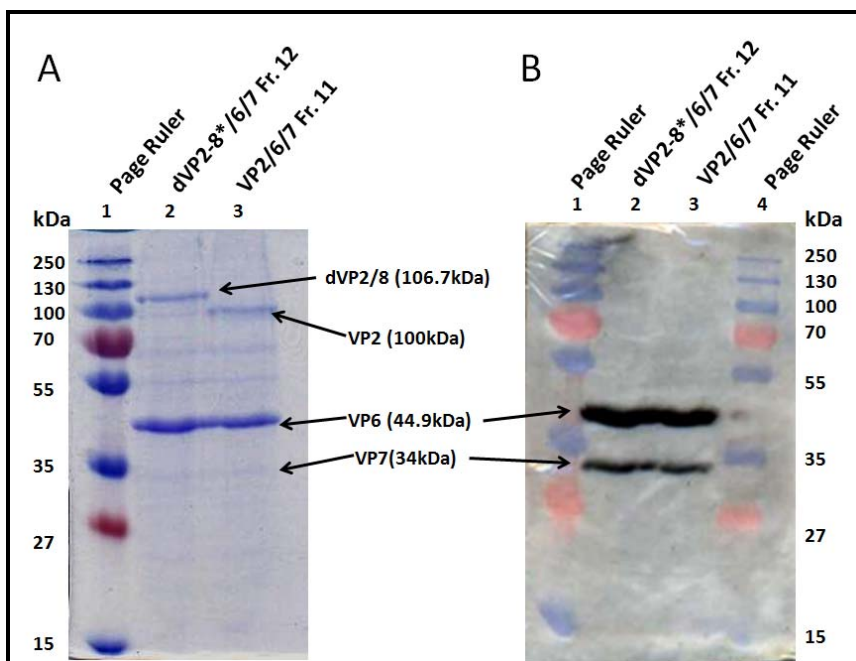 A
Page Ruler
dVP2-8*/6/7 Fr. 12
VP2/6/7 Fr. 11
kDa
1
2
3
250
130
100
70
55
35
27
15
dVP2/8 (106.7kDa)
VP2 (100kDa)
VP6 (44.9kDa)
VP7(34kDa)
B
Page Ruler
dVP2-8*/6/7 Fr. 12
VP2/6/7 Fr. 11
Page Ruler
1
2
3
4
kDa
250
130
100
70
55
35
27
15